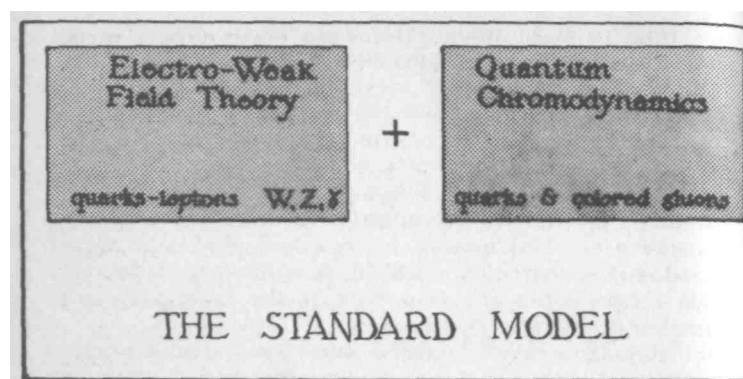 Electro-Weak
Field Theory
quarks-leptons W,Z,γ
+
Quantum
Chromodynamics
quarks & colored gluons
THE STANDARD MODEL